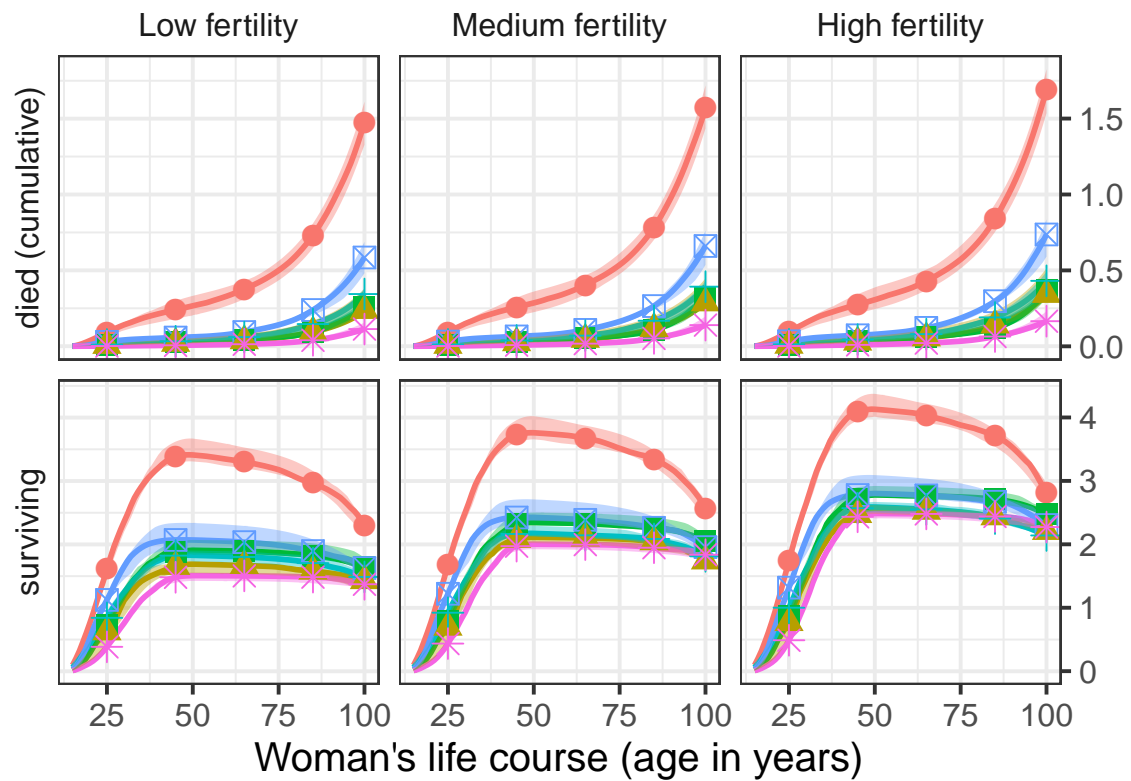 Low fertility
Medium fertility
High fertility
died (cumulative)
1.5
1.0
0.5
0.0
surviving
4
3
2
1
0
25 50 75 100
25 50 75 100
25 50 75 100
Woman's life course (age in years)